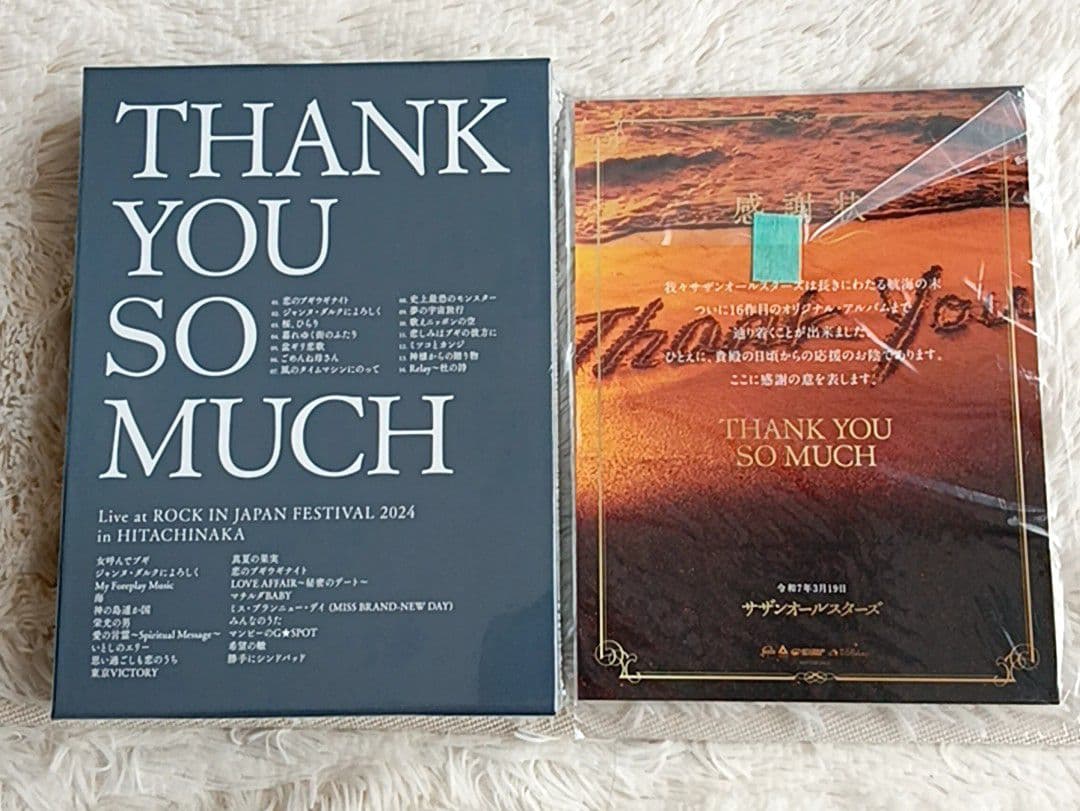 THANK
YOU
SO
MUCH
01. 恋のブギウギナイト
02. ジャンヌ・ダルクによろしく
03. 桜、ひらり
04. 暮れゆく街のふたり
05. 盆ギリ恋歌
06. ごめんね母さん
07. 風のタイムマシンにのって
08. 史上最恐のモンスター
09. 夢の宇宙旅行
10. 歌えニッポンの空
11. 悲しみはブギの彼方に
12. ミツコとカンジ
13. 神様からの贈り物
14. Relay〜杜の詩
Live at ROCK IN JAPAN FESTIVAL 2024
in HITACHINAKA
女呼んでブギ
ジャンヌ・ダルクによろしく
My Foreplay Music
海
神の島遥か国
栄光の男
愛の言霊〜Spiritual Message〜
いとしのエリー
思い過ごしも恋のうち
東京VICTORY
真夏の果実
恋のブギウギナイト
LOVE AFFAIR〜秘密のデート〜
マチルダBABY
ミス・ブランニュー・デイ (MISS BRAND-NEW DAY)
みんなのうた
マンピーのG★SPOT
希望の轍
勝手にシンドバッド
感謝状
我々サザンオールスターズは長きにわたる航海の末
ついに16作目のオリジナル・アルバムまで
辿り着くことが出来ました
ひとえに、貴殿の日頃からの応援のお陰であります。
ここに感謝の意を表します。
Thank You
THANK YOU
SO MUCH
令和7年3月19日
サザンオールスターズ